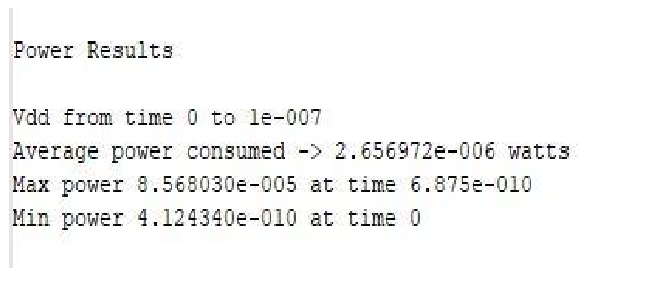 Power Results
Vdd from time 0 to 1e-007
Average power consumed -> 2.656972e-006 watts
Max power 8.568030e-005 at time 6.875e-010
Min power 4.124340e-010 at time 0